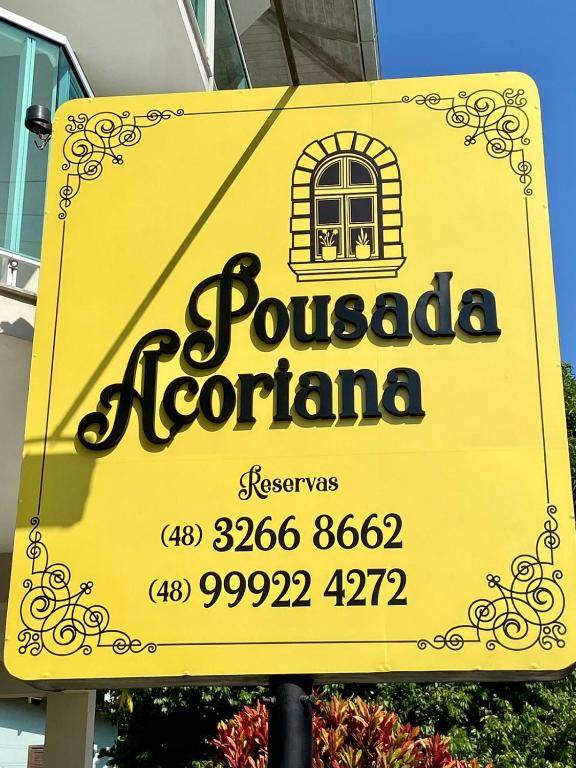 Pousada
Açoriana
Reservas
(48) 3266 8662
(48) 99922 4272